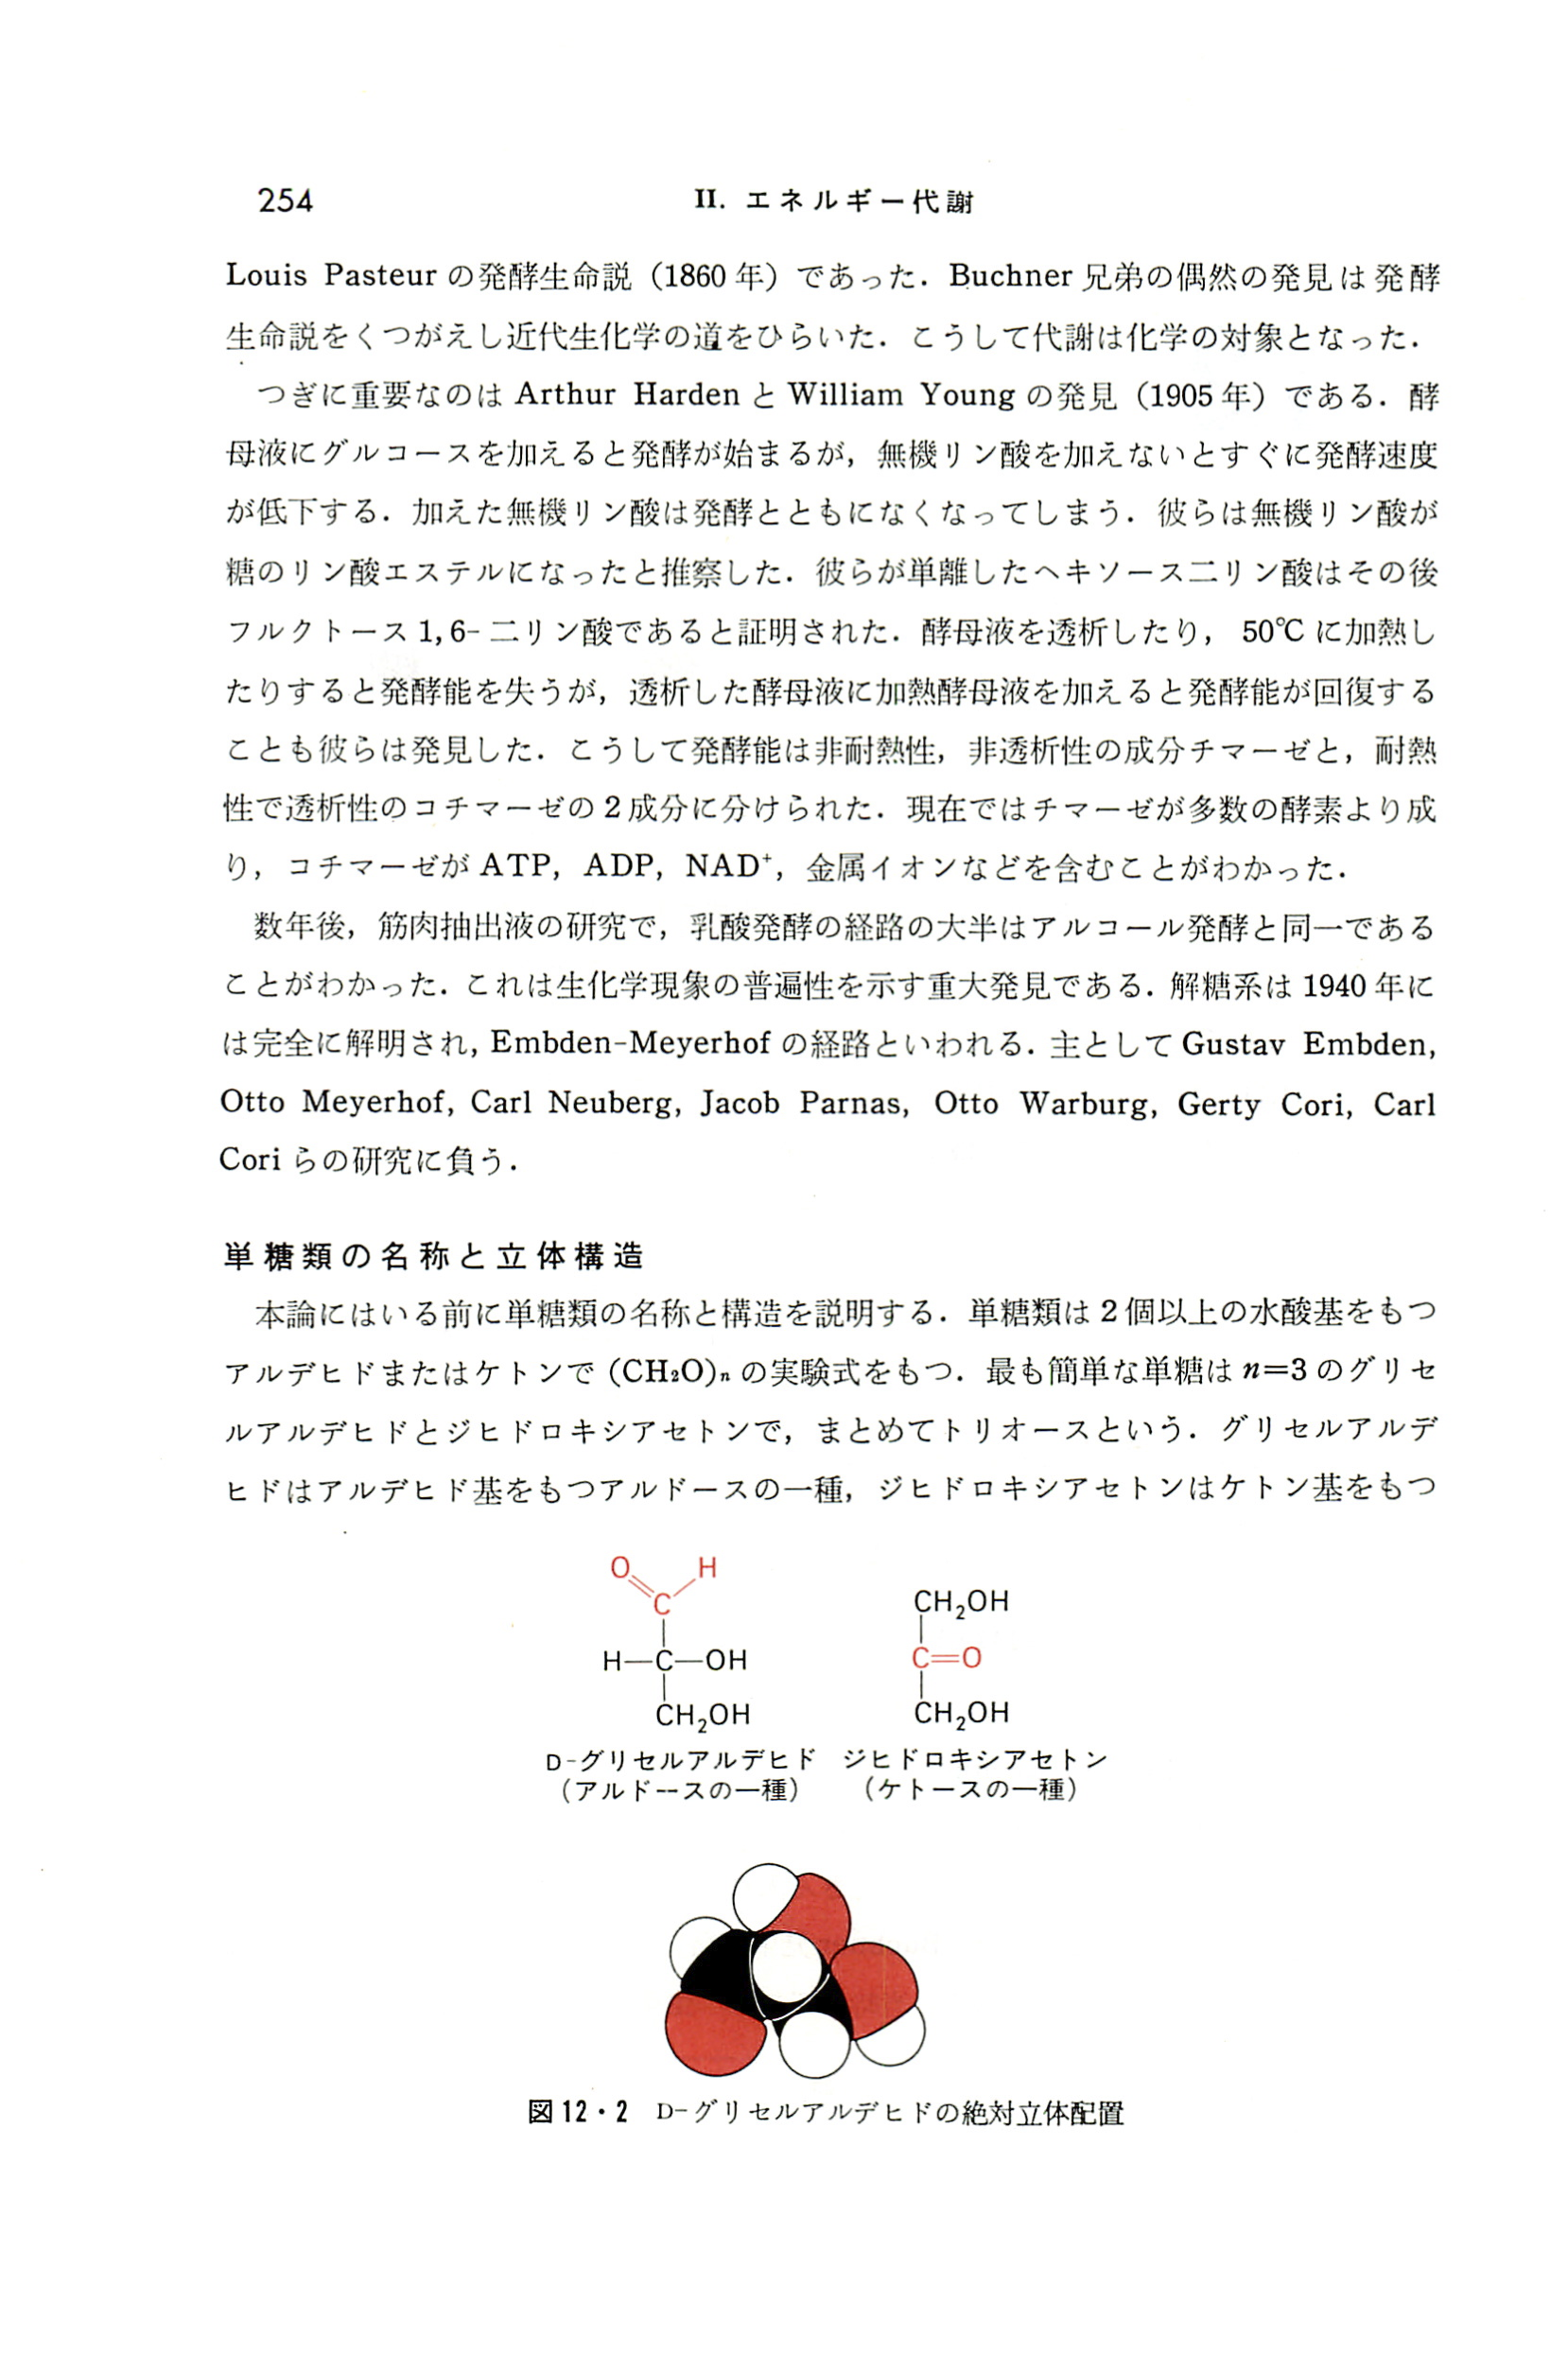 254
II. エネルギー代謝
Louis Pasteur の発酵生命説（1860 年）であった．Buchner 兄弟の偶然の発見は発酵
生命説をくつがえし近代生化学の道をひらいた．こうして代謝は化学の対象となった．
つぎに重要なのは Arthur Harden と William Young の発見（1905 年）である．酵
母液にグルコースを加えると発酵が始まるが，無機リン酸を加えないとすぐに発酵速度
が低下する．加えた無機リン酸は発酵とともになくなってしまう．彼らは無機リン酸が
糖のリン酸エステルになったと推察した．彼らが単離したヘキソース二リン酸はその後
フルクトース 1,6-二リン酸であると証明された．酵母液を透析したり，50℃ に加熱し
たりすると発酵能を失うが，透析した酵母液に加熱酵母液を加えると発酵能が回復する
ことも彼らは発見した．こうして発酵能は非耐熱性，非透析性の成分チマーゼと，耐熱
性で透析性のコチマーゼの 2 成分に分けられた．現在ではチマーゼが多数の酵素より成
り，コチマーゼが ATP，ADP，NAD⁺，金属イオンなどを含むことがわかった．
数年後，筋肉抽出液の研究で，乳酸発酵の経路の大半はアルコール発酵と同一である
ことがわかった．これは生化学現象の普遍性を示す重大発見である．解糖系は 1940 年に
は完全に解明され，Embden-Meyerhof の経路といわれる．主として Gustav Embden,
Otto Meyerhof, Carl Neuberg, Jacob Parnas, Otto Warburg, Gerty Cori, Carl
Cori らの研究に負う．
単糖類の名称と立体構造
本論にはいる前に単糖類の名称と構造を説明する．単糖類は 2 個以上の水酸基をもつ
アルデヒドまたはケトンで (CH₂O)ₙ の実験式をもつ．最も簡単な単糖は n=3 のグリセ
ルアルデヒドとジヒドロキシアセトンで，まとめてトリオースという．グリセルアルデ
ヒドはアルデヒド基をもつアルドースの一種，ジヒドロキシアセトンはケトン基をもつ
O H
C
H—C—OH
CH₂OH
CH₂OH
C=O
CH₂OH
D-グリセルアルデヒド ジヒドロキシアセトン
（アルドースの一種） （ケトースの一種）
図12・2 D-グリセルアルデヒドの絶対立体配置